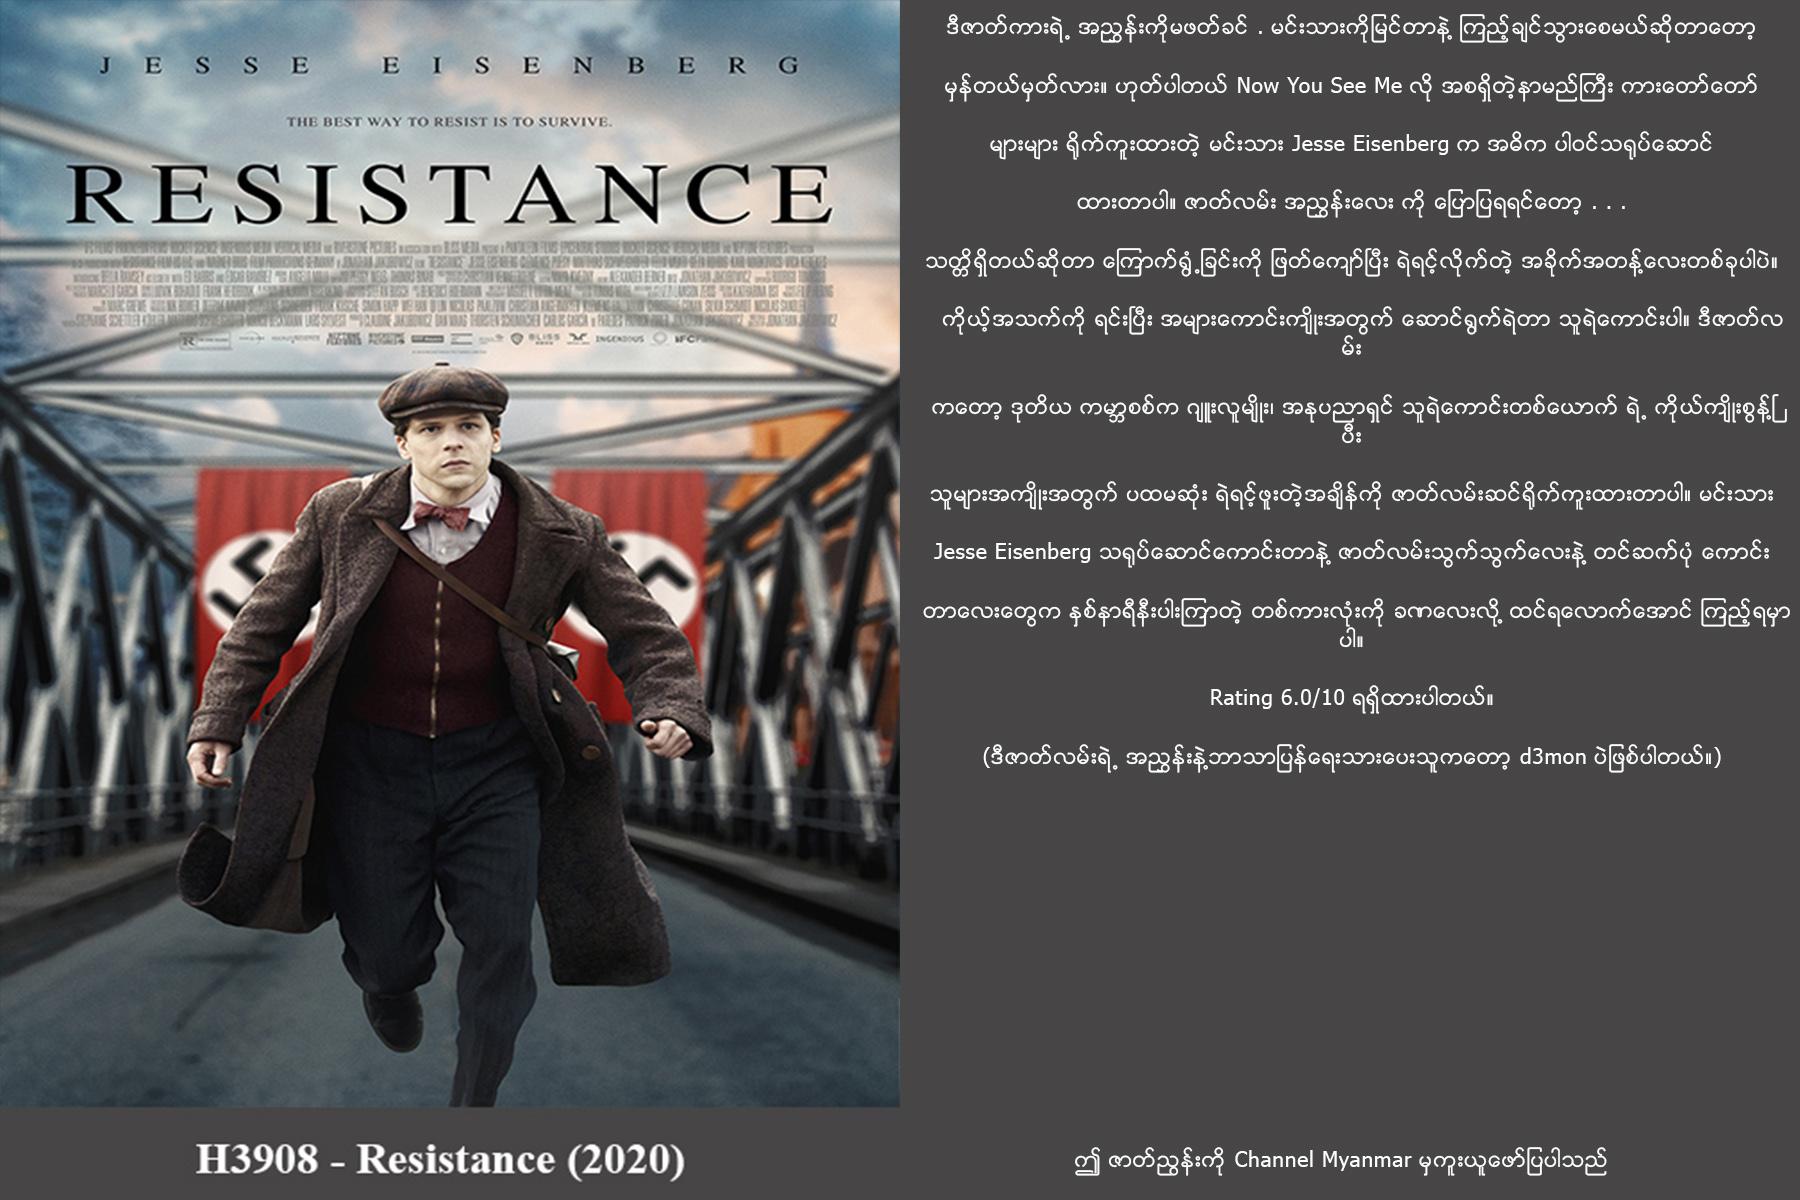 JESSE EISENBERG
THE BEST WAY TO RESIST IS TO SURVIVE.
RESISTANCE
H3908 - Resistance (2020)
ဒီဇာတ်ကားရဲ့ အညွှန်းကိုမဖတ်ခင် . မင်းသားကိုမြင်တာနဲ့ ကြည့်ချင်သွားစေမယ်ဆိုတာတော့
မှန်တယ်မှတ်လား။ ဟုတ်ပါတယ် Now You See Me လို အစရှိတဲ့နာမည်ကြီး ကားတော်တော်
များများ ရိုက်ကူးထားတဲ့ မင်းသား Jesse Eisenberg က အဓိက ပါဝင်သရုပ်ဆောင်
ထားတာပါ။ ဇာတ်လမ်း အညွှန်းလေး ကို ပြောပြရရင်တော့ . . .
သတ္တိရှိတယ်ဆိုတာ ကြောက်ရွံ့ခြင်းကို ဖြတ်ကျော်ပြီး ရဲရင့်လိုက်တဲ့ အခိုက်အတန့်လေးတစ်ခုပါပဲ။
ကိုယ့်အသက်ကို ရင်းပြီး အများကောင်းကျိုးအတွက် ဆောင်ရွက်ရဲတာ သူရဲကောင်းပါ။ ဒီဇာတ်လ
မ်း
ကတော့ ဒုတိယ ကမ္ဘာစစ်က ဂျူးလူမျိုး၊ အနုပညာရှင် သူရဲကောင်းတစ်ယောက် ရဲ့ ကိုယ်ကျိုးစွန့်ပြ
ီး
သူများအကျိုးအတွက် ပထမဆုံး ရဲရင့်ဖူးတဲ့အချိန်ကို ဇာတ်လမ်းဆင်ရိုက်ကူးထားတာပါ။ မင်းသား
Jesse Eisenberg သရုပ်ဆောင်ကောင်းတာနဲ့ ဇာတ်လမ်းသွက်သွက်လေးနဲ့ တင်ဆက်ပုံ ကောင်း
တာလေးတွေက နှစ်နာရီနီးပါးကြာတဲ့ တစ်ကားလုံးကို ခဏလေးလို့ ထင်ရလောက်အောင် ကြည့်ရမှာ
ပါ။
Rating 6.0/10 ရရှိထားပါတယ်။
(ဒီဇာတ်လမ်းရဲ့ အညွှန်းနဲ့ဘာသာပြန်ရေးသားပေးသူကတော့ d3mon ပဲဖြစ်ပါတယ်။)
ဤ ဇာတ်ညွှန်းကို Channel Myanmar မှကူးယူဖော်ပြပါသည်